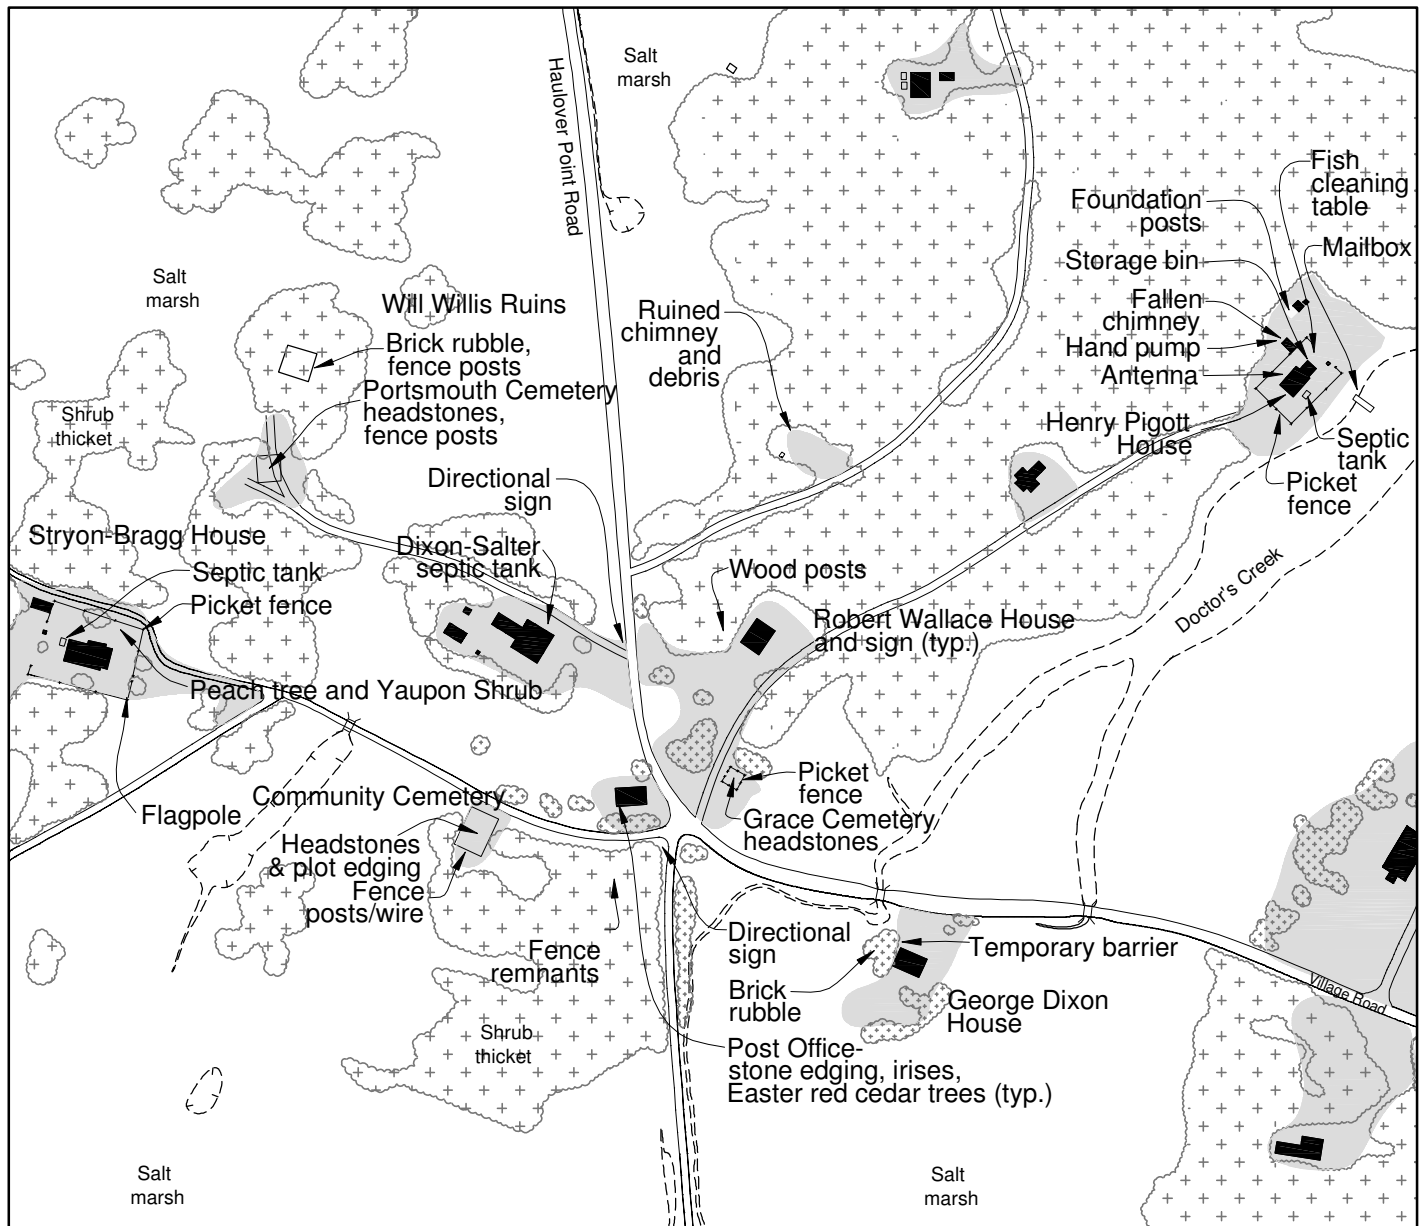 Salt
marsh
Haulover Point Road
Fish
cleaning
table
Foundation
posts
Mailbox
Storage bin
Salt
marsh
Fallen
chimney
Will Willis Ruins
Ruined
chimney
and
debris
Hand pump
Brick rubble,
fence posts
Antenna
Portsmouth Cemetery
headstones,
fence posts
Shrub
thicket
Henry Pigott
House
Septic
tank
Directional
sign
Picket
fence
Stryon-Bragg House
Dixon-Salter
septic tank
Septic tank
Wood posts
Doctor's Creek
Picket fence
Robert Wallace House
and sign (typ.)
Peach tree and Yaupon Shrub
Picket
fence
Flagpole
Community Cemetery
Grace Cemetery
headstones
Headstones
& plot edging
Fence
posts/wire
Directional
sign
Temporary barrier
Fence
remnants
Brick
rubble
George Dixon
House
Village Road
Shrub
thicket
Post Office-
stone edging, irises,
Easter red cedar trees (typ.)
Salt
marsh
Salt
marsh